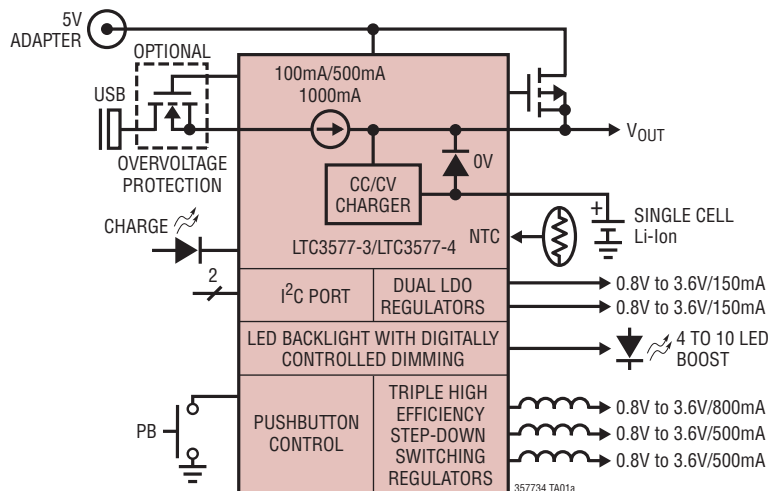 5V
ADAPTER
OPTIONAL
USB
OVERVOLTAGE
PROTECTION
100mA/500mA
1000mA
VOUT
0V
CC/CV
CHARGER
CHARGE
LTC3577-3/LTC3577-4
NTC
+
SINGLE CELL
Li-Ion
2
I2C PORT
DUAL LDO
REGULATORS
0.8V to 3.6V/150mA
0.8V to 3.6V/150mA
LED BACKLIGHT WITH DIGITALLY
CONTROLLED DIMMING
4 TO 10 LED
BOOST
PB
PUSHBUTTON
CONTROL
TRIPLE HIGH
EFFICIENCY
STEP-DOWN
SWITCHING
REGULATORS
0.8V to 3.6V/800mA
0.8V to 3.6V/500mA
0.8V to 3.6V/500mA
357734 TA01a